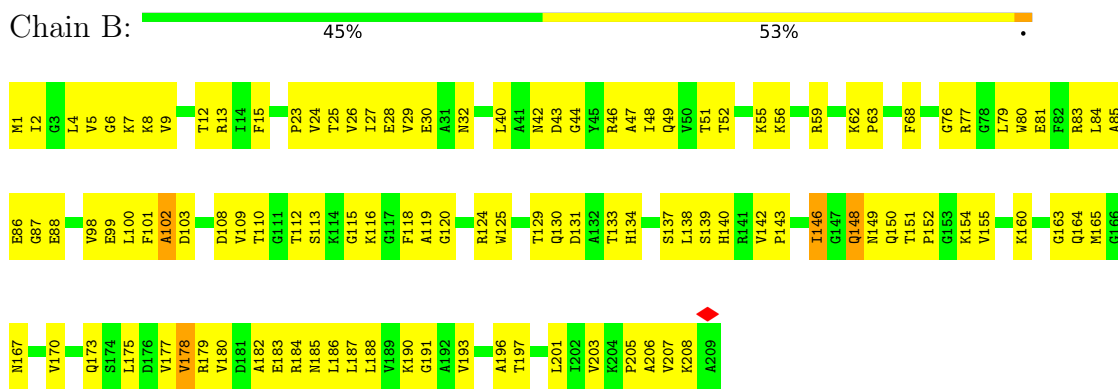 Chain B:
45% 53% •
M1 I2 G3 L4 V5 G6 K7 K8 V9 T12 R13 I14 F15 P23 V24 T25 V26 I27 E28 V29 E30 A31 N32 L40 A41 N42 D43 G44 Y45 R46 A47 I48 Q49 V50 T51 T52 K55 K56 R59 K62 P63 F68 G76 R77 G78 L79 W80 E81 F82 R83 L84 A85
E86 G87 E88 V98 E99 L100 F101 A102 D103 D108 V109 T110 G111 T112 S113 K114 G115 K116 G117 F118 A119 G120 R124 W125 T129 Q130 D131 A132 T133 H134 S137 L138 S139 H140 R141 V142 P143 I146 G147 Q148 N149 Q150 T151 P152 G153 K154 V155 K160 G163 Q164 M165 G166
N167 V170 Q173 S174 L175 D176 V177 V178 R179 V180 D181 A182 E183 R184 N185 L186 L187 L188 V189 K190 G191 A192 V193 A196 T197 L201 I202 V203 K204 P205 A206 V207 K208 A209